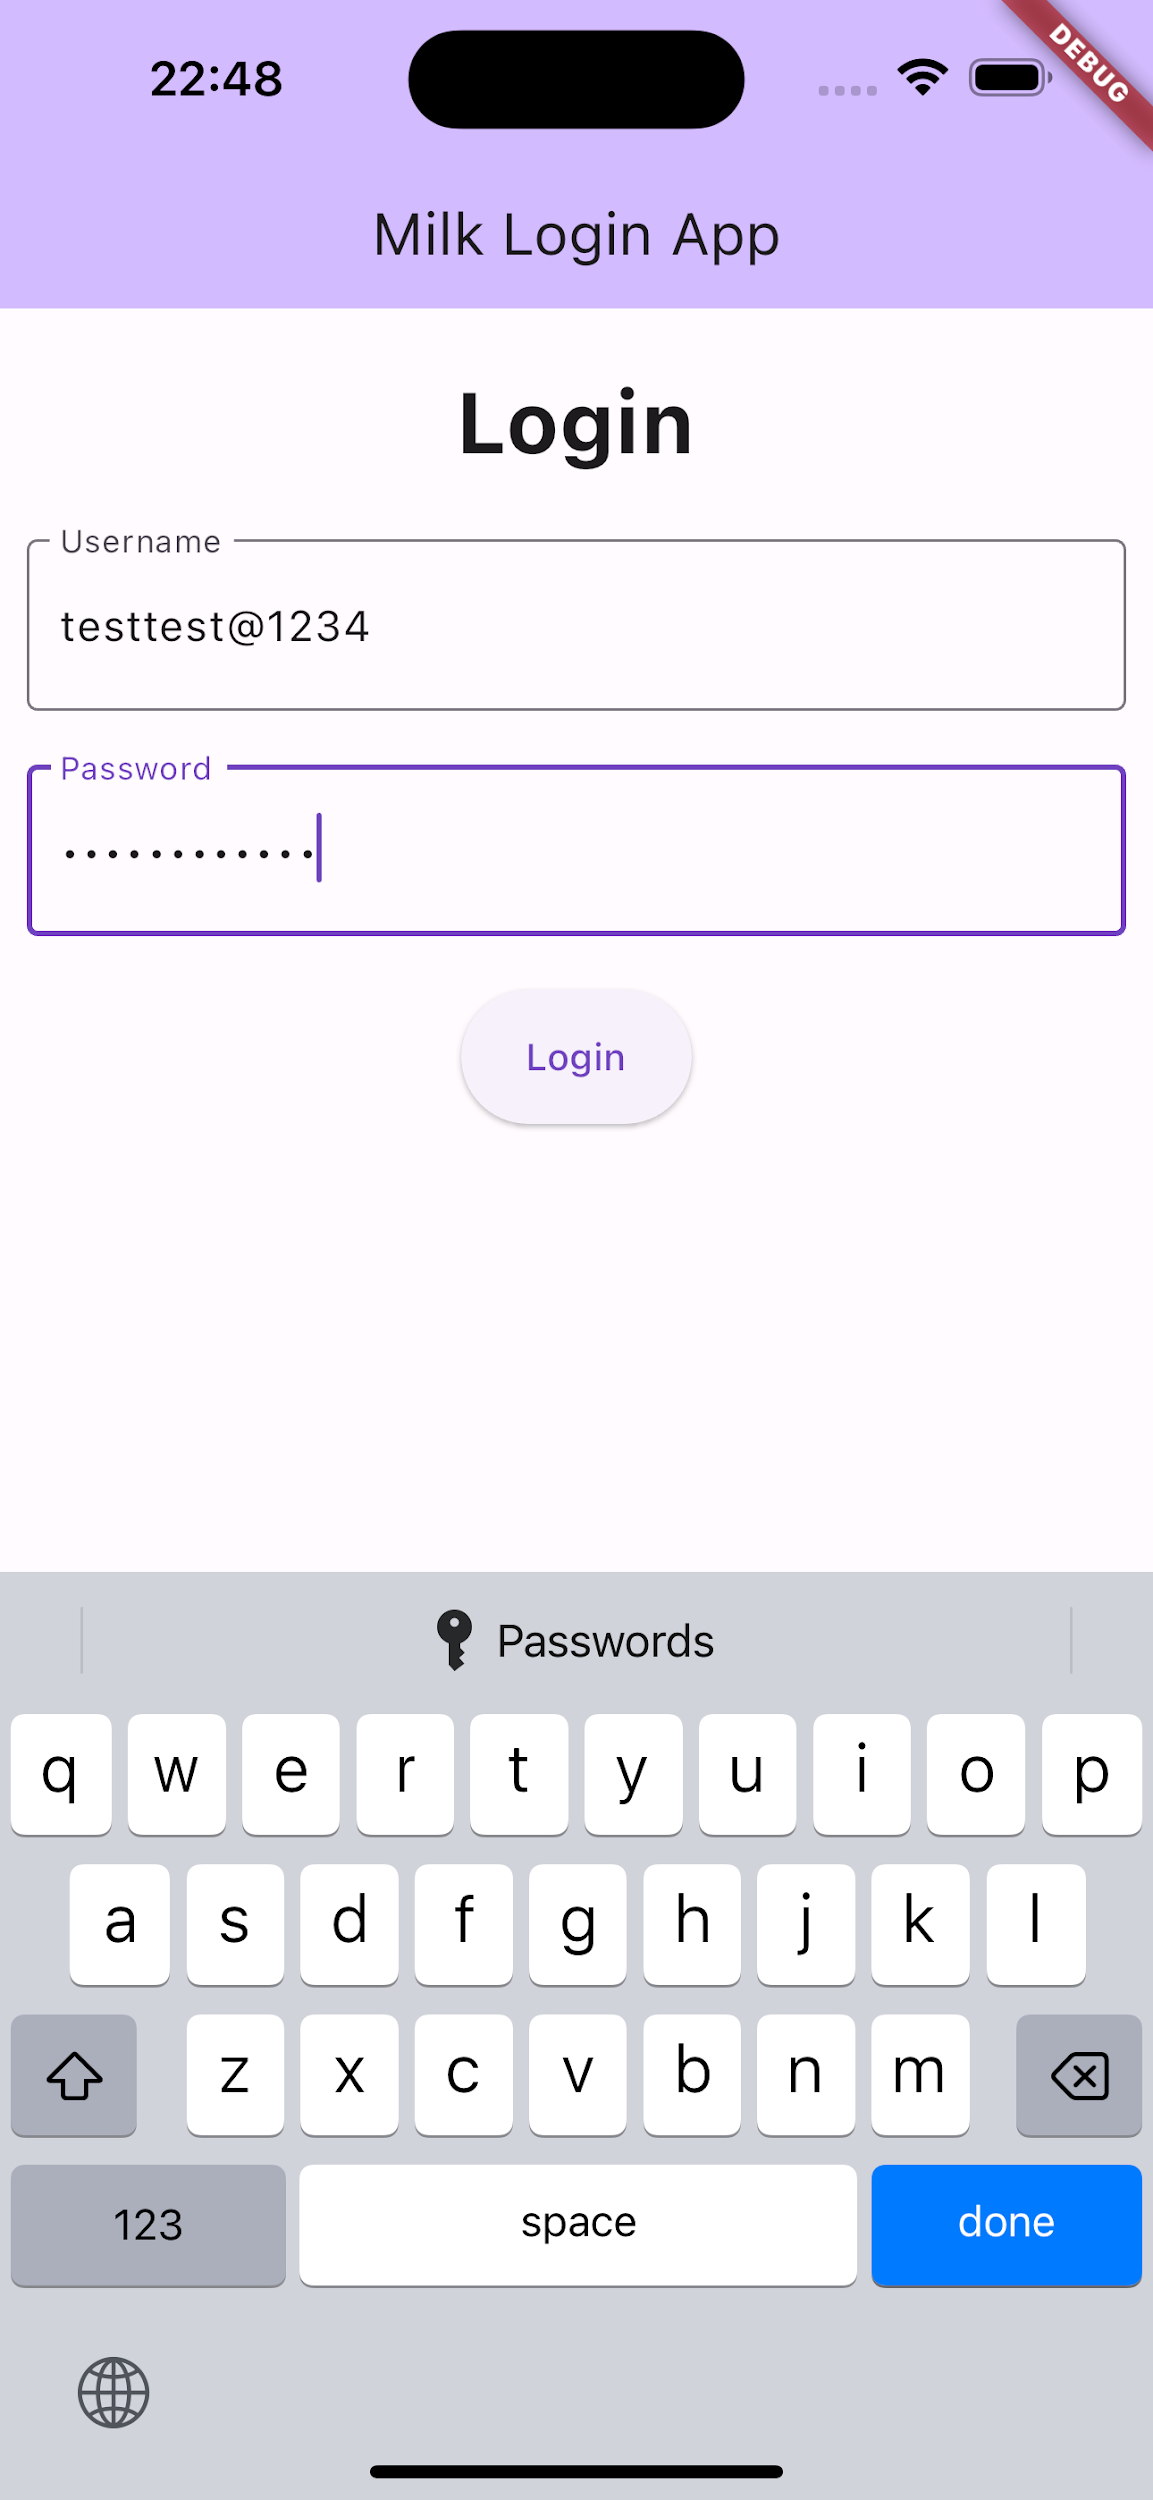 22:48
DEBUG
Milk Login App
Login
Username
testtest@1234
Password
••••••••••••
Login
Passwords
q w e r t y u i o p
a s d f g h j k l
z x c v b n m
123 space done